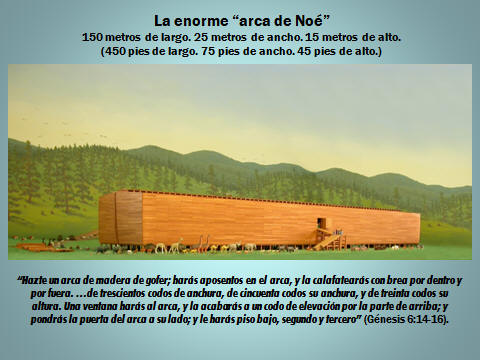 La enorme “arca de Noé”
150 metros de largo. 25 metros de ancho. 15 metros de alto.
(450 pies de largo. 75 pies de ancho. 45 pies de alto.)
“Hazte un arca de madera de gofer; harás aposentos en el arca, y la calafatearás con brea por dentro y
por fuera. …de trescientos codos de anchura, de cincuenta codos su anchura, y de treinta codos su
altura. Una ventana harás al arca, y la acabarás a un codo de elevación por la parte de arriba; y
pondrás la puerta del arca a su lado; y le harás piso bajo, segundo y tercero” (Génesis 6:14-16).